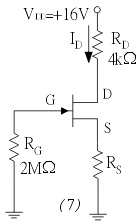 V_DD=+16V
I_D
R_D
4kΩ
D
G
S
R_G
2MΩ
R_S
(7)